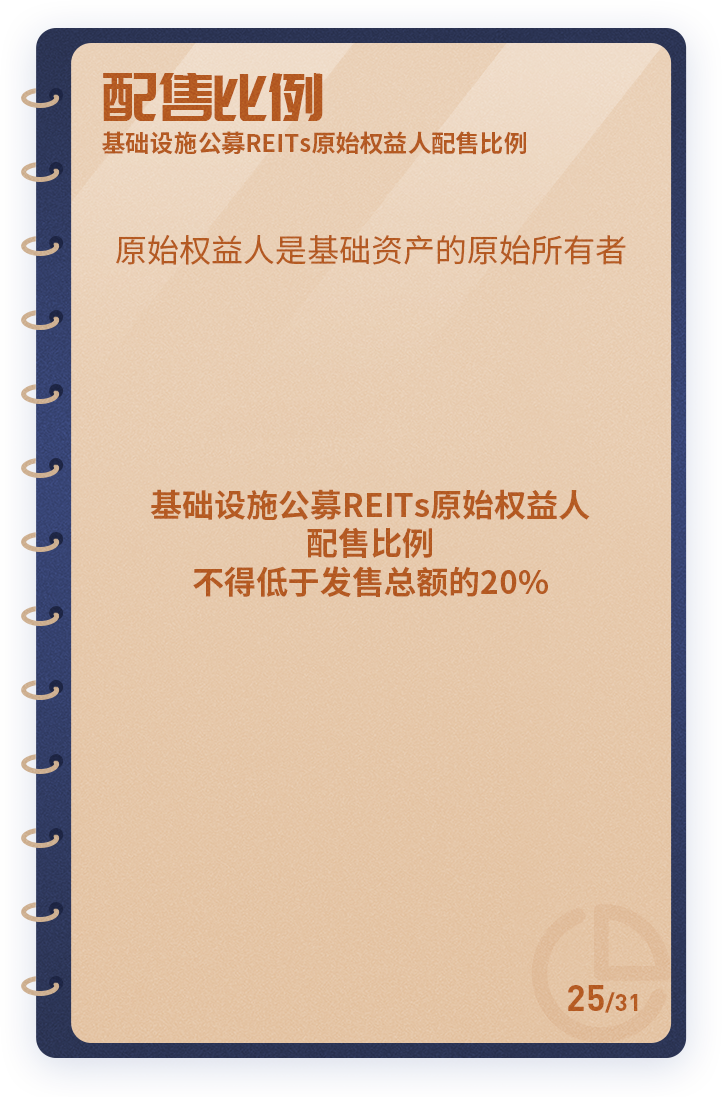 配售比例
基础设施公募REITs原始权益人配售比例
原始权益人是基础资产的原始所有者
基础设施公募REITs原始权益人
配售比例
不得低于发售总额的20%
25/31